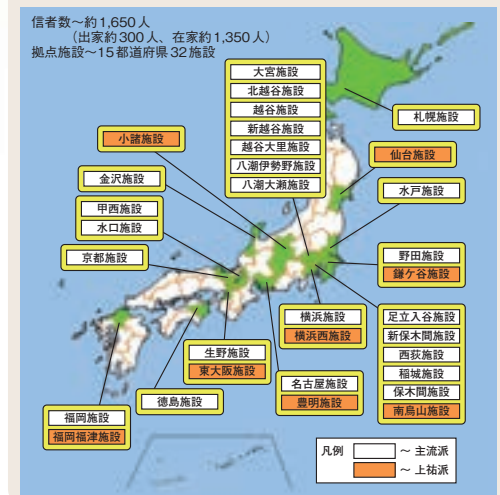 信者数～約1,650人
（出家約300人、在家約1,350人）
拠点施設～15都道府県32施設
大宮施設
北越谷施設
越谷施設
新越谷施設
越谷大里施設
八潮伊勢野施設
八潮大瀬施設
札幌施設
小諸施設
仙台施設
金沢施設
水戸施設
甲西施設
水口施設
京都施設
野田施設
鎌ケ谷施設
横浜施設
横浜西施設
足立入谷施設
新保木間施設
西荻施設
稲城施設
保木間施設
南烏山施設
生野施設
東大阪施設
名古屋施設
豊明施設
徳島施設
福岡施設
福岡福津施設
凡例 ～主流派
～上祐派